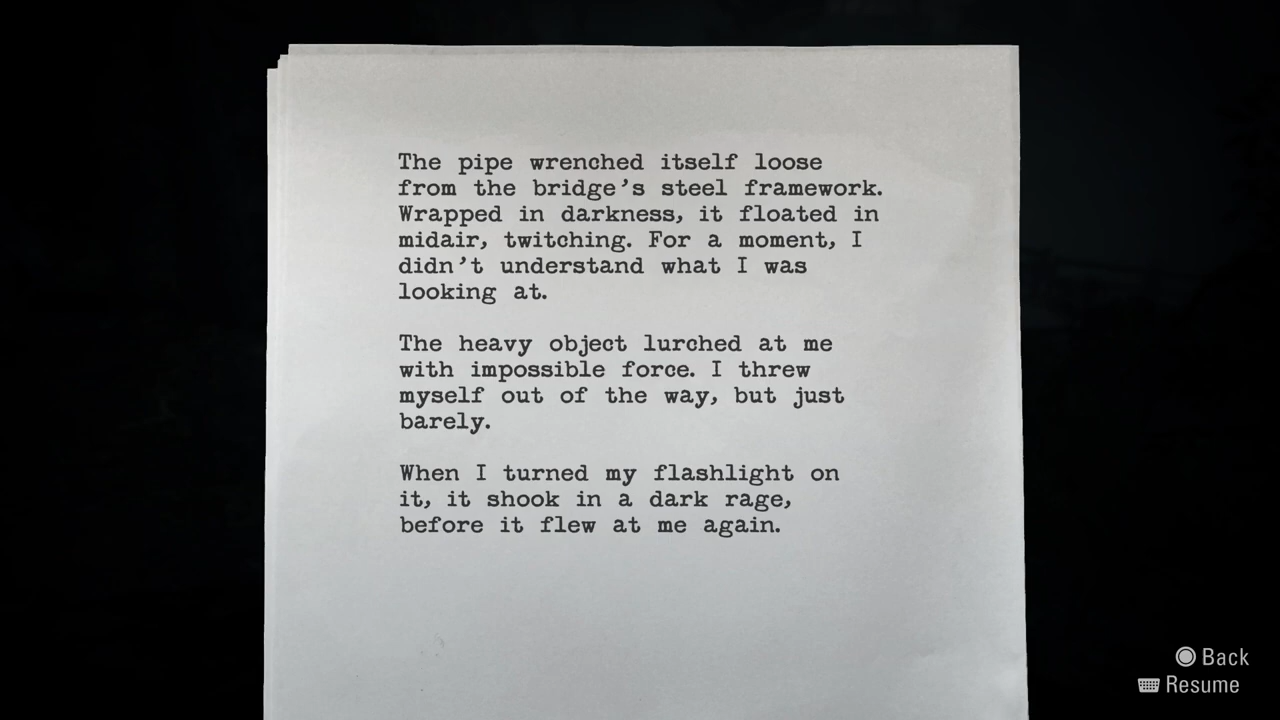 The pipe wrenched itself loose
from the bridge’s steel framework.
Wrapped in darkness, it floated in
midair, twitching. For a moment, I
didn’t understand what I was
looking at.
The heavy object lurched at me
with impossible force. I threw
myself out of the way, but just
barely.
When I turned my flashlight on
it, it shook in a dark rage,
before it flew at me again.
Back
Resume